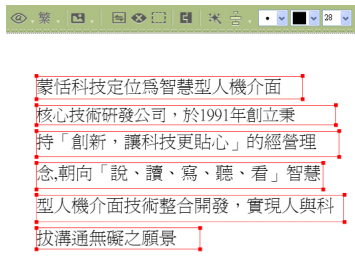 繁
28
蒙恬科技定位為智慧型人機介面
核心技術研發公司，於1991年創立秉
持「創新，讓科技更貼心」的經營理
念,朝向「說、讀、寫、聽、看」智慧
型人機介面技術整合開發，實現人與科
拔溝通無礙之願景